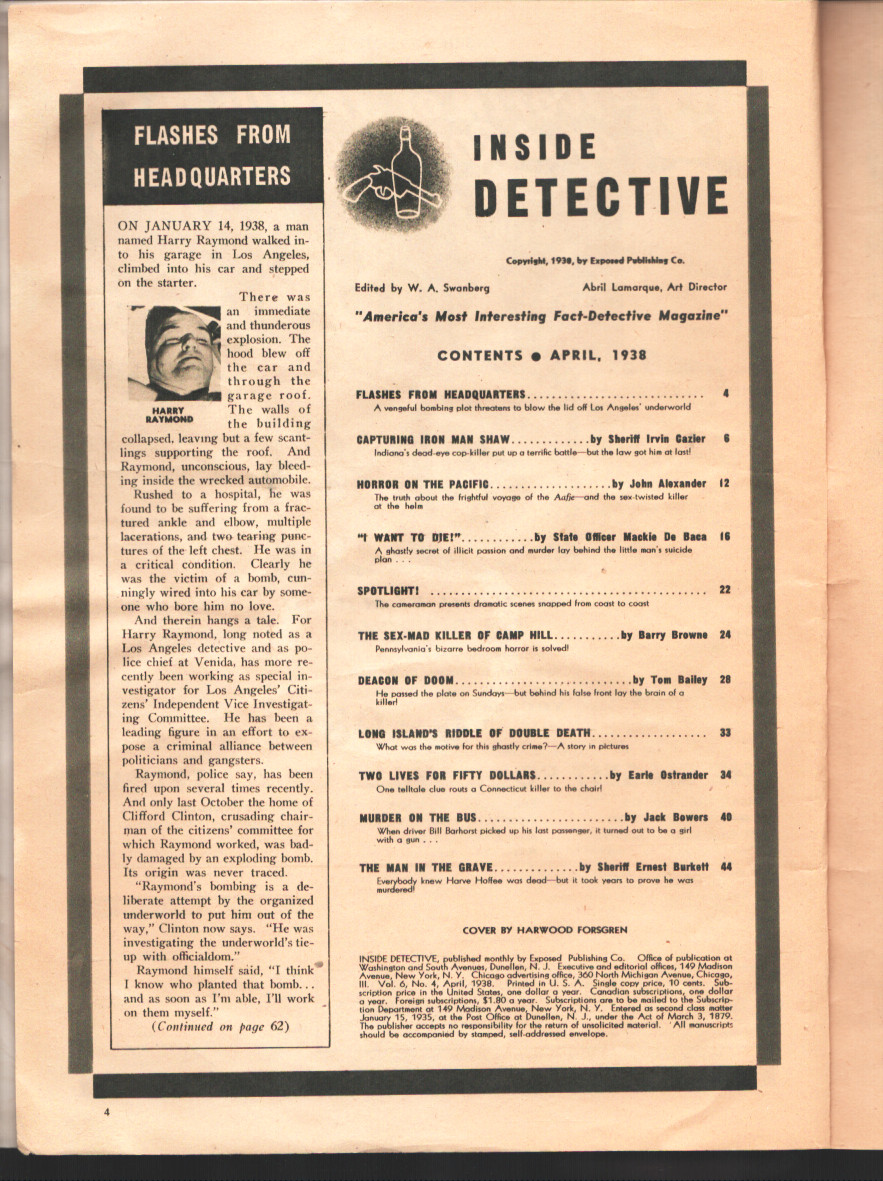 FLASHES FROM
HEADQUARTERS
ON JANUARY 14, 1938, a man
named Harry Raymond walked in-
to his garage in Los Angeles,
climbed into his car and stepped
on the starter.
There was
an immediate
and thunderous
explosion. The
hood blew off
the car and
through the
garage roof.
The walls of
the building
HARRY
RAYMOND
collapsed, leaving but a few scant-
lings supporting the roof. And
Raymond, unconscious, lay bleed-
ing inside the wrecked automobile.
Rushed to a hospital, he was
found to be suffering from a frac-
tured ankle and elbow, multiple
lacerations, and two tearing punc-
tures of the left chest. He was in
a critical condition. Clearly he
was the victim of a bomb, cun-
ningly wired into his car by some-
one who bore him no love.
And therein hangs a tale. For
Harry Raymond, long noted as a
Los Angeles detective and as po-
lice chief at Venida, has more re-
cently been working as special in-
vestigator for Los Angeles' Citi-
zens' Independent Vice Investigat-
ing Committee. He has been a
leading figure in an effort to ex-
pose a criminal alliance between
politicians and gangsters.
Raymond, police say, has been
fired upon several times recently.
And only last October the home of
Clifford Clinton, crusading chair-
man of the citizens' committee for
which Raymond worked, was bad-
ly damaged by an exploding bomb.
Its origin was never traced.
"Raymond's bombing is a de-
liberate attempt by the organized
underworld to put him out of the
way," Clinton now says. "He was
investigating the underworld's tie-
up with officialdom."
Raymond himself said, "I think
I know who planted that bomb...
and as soon as I'm able, I'll work
on them myself."
(Continued on page 62)
INSIDE
DETECTIVE
Copyright, 1938, by Exposed Publishing Co.
Edited by W. A. Swanberg Abril Lamarque, Art Director
"America's Most Interesting Fact-Detective Magazine"
CONTENTS ● APRIL, 1938
FLASHES FROM HEADQUARTERS............................ 4
A vengeful bombing plot threatens to blow the lid off Los Angeles' underworld
CAPTURING IRON MAN SHAW.............by Sheriff Irvin Cazier 6
Indiana's dead-eye cop-killer put up a terrific battle—but the law got him at last!
HORROR ON THE PACIFIC...................by John Alexander 12
The truth about the frightful voyage of the Aafje—and the sex-twisted killer
at the helm
"I WANT TO DIE!"............by State Officer Mackie De Baca 16
A ghastly secret of illicit passion and murder lay behind the little man's suicide
plan . . .
SPOTLIGHT! ............................................ 22
The cameraman presents dramatic scenes snapped from coast to coast
THE SEX-MAD KILLER OF CAMP HILL...........by Barry Browne 24
Pennsylvania's bizarre bedroom horror is solved!
DEACON OF DOOM............................by Tom Bailey 28
He passed the plate on Sundays—but behind his false front lay the brain of a
killer!
LONG ISLAND'S RIDDLE OF DOUBLE DEATH.................. 33
What was the motive for this ghastly crime?—A story in pictures
TWO LIVES FOR FIFTY DOLLARS............by Earle Ostrander 34
One telltale clue routs a Connecticut killer to the chair!
MURDER ON THE BUS.......................by Jack Bowers 40
When driver Bill Barhorst picked up his last passenger, it turned out to be a girl
with a gun . . .
THE MAN IN THE GRAVE..............by Sheriff Ernest Burkett 44
Everybody knew Harve Hoffee was dead—but it took years to prove he was
murdered!
COVER BY HARWOOD FORSGREN
INSIDE DETECTIVE, published monthly by Exposed Publishing Co. Office of publication at
Washington and South Avenues, Dunellen, N. J. Executive and editorial offices, 149 Madison
Avenue, New York, N. Y. Chicago advertising office, 360 North Michigan Avenue, Chicago,
Ill. Vol. 6, No. 4, April, 1938. Printed in U. S. A. Single copy price, 10 cents. Sub-
scription price in the United States, one dollar a year. Canadian subscriptions, one dollar
a year. Foreign subscriptions, $1.80 a year. Subscriptions are to be mailed to the Subscrip-
tion Department at 149 Madison Avenue, New York, N. Y. Entered as second class matter
January 15, 1935, at the Post Office at Dunellen, N. J., under the Act of March 3, 1879.
The publisher accepts no responsibility for the return of unsolicited material. All manuscripts
should be accompanied by stamped, self-addressed envelope.
4